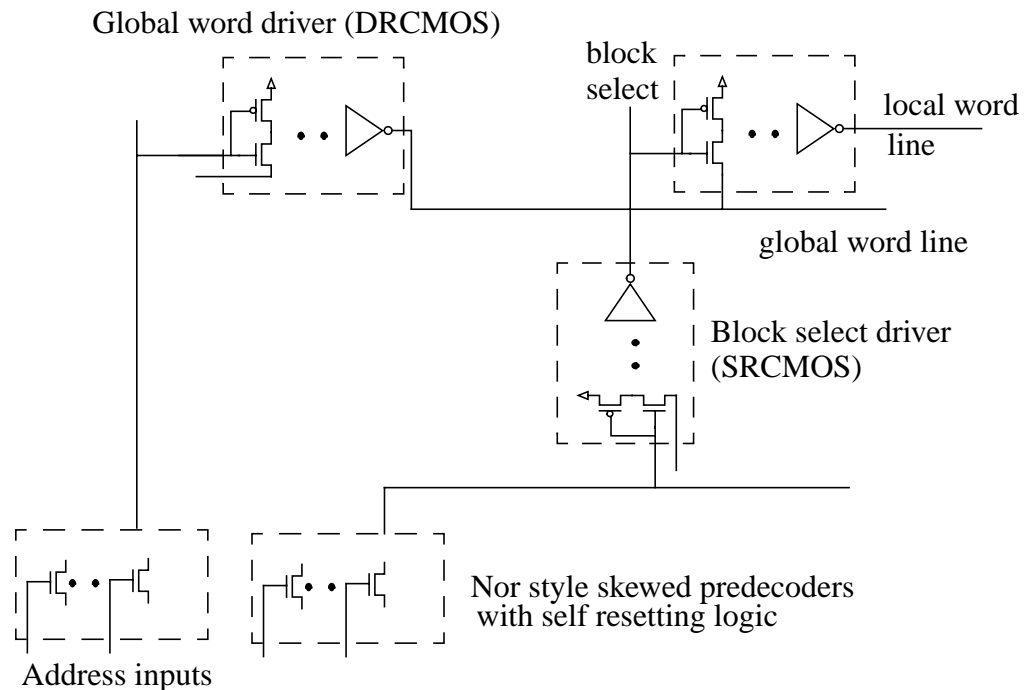 Global word driver (DRCMOS)
block
select
local word
line
global word line
Block select driver
(SRCMOS)
Nor style skewed predecoders
with self resetting logic
Address inputs